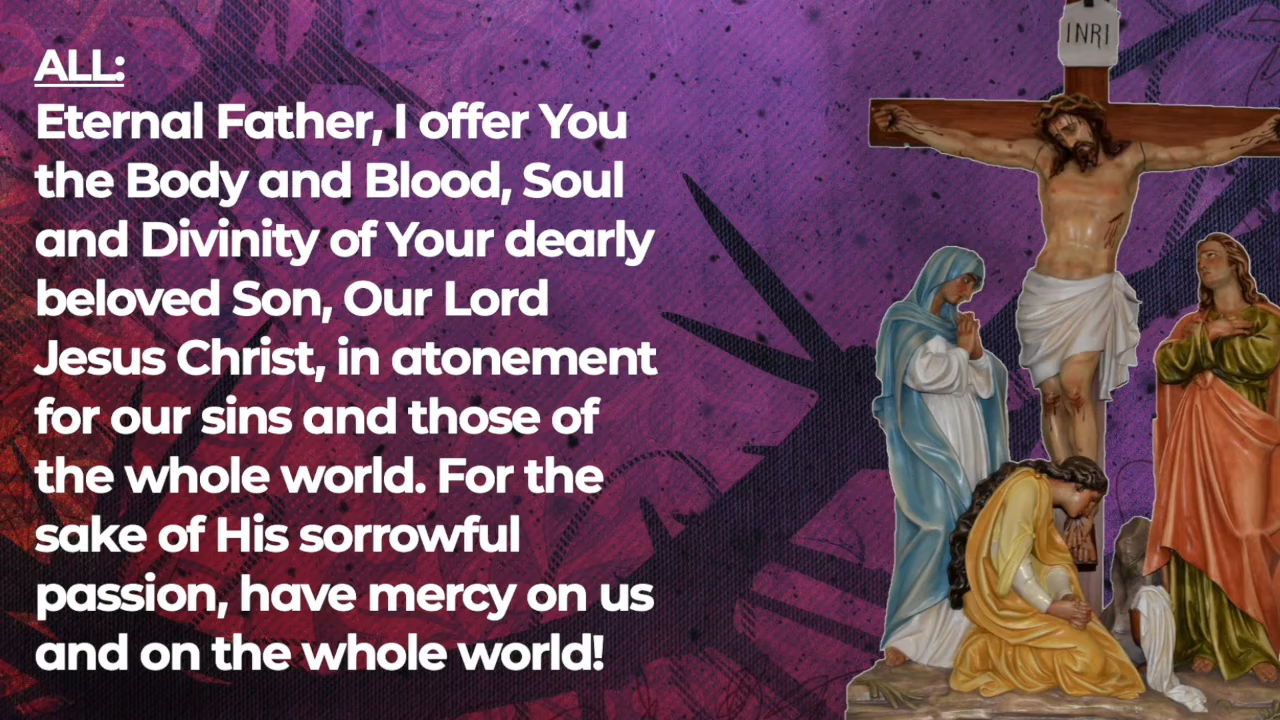 ALL:
Eternal Father, I offer You
the Body and Blood, Soul
and Divinity of Your dearly
beloved Son, Our Lord
Jesus Christ, in atonement
for our sins and those of
the whole world. For the
sake of His sorrowful
passion, have mercy on us
and on the whole world!
INRI